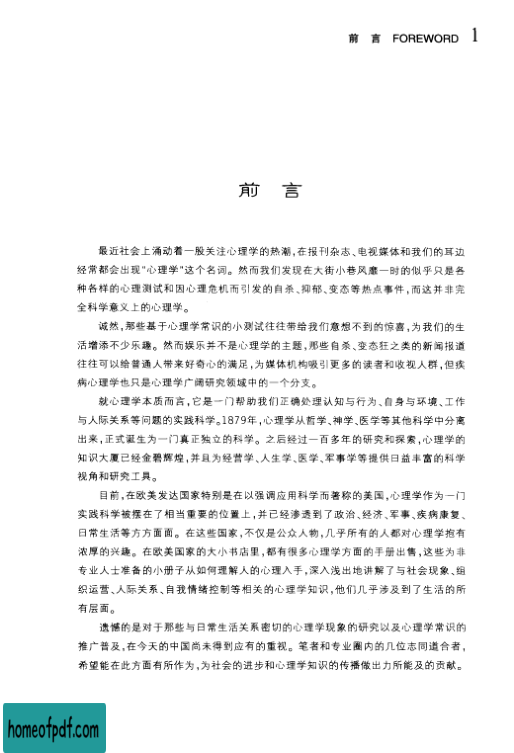 前 言 FOREWORD 1
前 言
最近社会上涌动着一股关注心理学的热潮,在报刊杂志、电视媒体和我们的耳边
经常都会出现"心理学"这个名词。然而我们发现在大街小巷风靡一时的似乎只是各
种各样的心理测试和因心理危机而引发的自杀、抑郁、变态等热点事件,而这并非完
全科学意义上的心理学。
诚然,那些基于心理学常识的小测试往往带给我们意想不到的惊喜,为我们的生
活增添不少乐趣。然而娱乐并不是心理学的主题,那些自杀、变态狂之类的新闻报道
往往可以给普通人带来好奇心的满足,为媒体机构吸引更多的读者和收视人群,但疾
病心理学也只是心理学广阔研究领域中的一个分支。
就心理学本质而言,它是一门帮助我们正确处理认知与行为、自身与环境、工作
与人际关系等问题的实践科学。1879年,心理学从哲学、神学、医学等其他科学中分离
出来,正式诞生为一门真正独立的科学。之后经过一百多年的研究和探索,心理学的
知识大厦已经金碧辉煌,并且为经营学、人生学、医学、军事学等提供日益丰富的科学
视角和研究工具。
目前,在欧美发达国家特别是在以强调应用科学而著称的美国,心理学作为一门
实践科学被摆在了相当重要的位置上,并已经渗透到了政治、经济、军事、疾病康复、
日常生活等方方面面。在这些国家,不仅是公众人物,几乎所有的人都对心理学抱有
浓厚的兴趣。在欧美国家的大小书店里,都有很多心理学方面的手册出售,这些为非
专业人士准备的小册子从如何理解人的心理入手,深入浅出地讲解了与社会现象、组
织运营、人际关系、自我情绪控制等相关的心理学知识,他们几乎涉及到了生活的所
有层面。
遗憾的是对于那些与日常生活关系密切的心理学现象的研究以及心理学常识的
推广普及,在今天的中国尚未得到应有的重视。笔者和专业圈内的几位志同道合者,
希望能在此方面有所作为,为社会的进步和心理学知识的传播做出力所能及的贡献。
homeofpdf.com